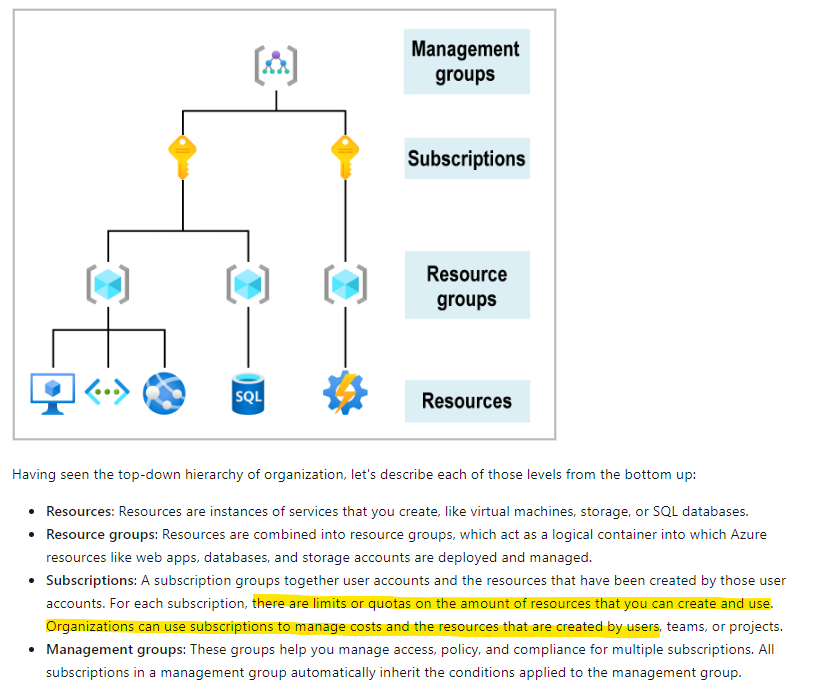 Management
groups
Subscriptions
Resource
groups
SQL
Resources
Having seen the top-down hierarchy of organization, let's describe each of those levels from the bottom up:
• Resources: Resources are instances of services that you create, like virtual machines, storage, or SQL databases.
• Resource groups: Resources are combined into resource groups, which act as a logical container into which Azure
resources like web apps, databases, and storage accounts are deployed and managed.
• Subscriptions: A subscription groups together user accounts and the resources that have been created by those user
accounts. For each subscription, there are limits or quotas on the amount of resources that you can create and use.
Organizations can use subscriptions to manage costs and the resources that are created by users, teams, or projects.
• Management groups: These groups help you manage access, policy, and compliance for multiple subscriptions. All
subscriptions in a management group automatically inherit the conditions applied to the management group.